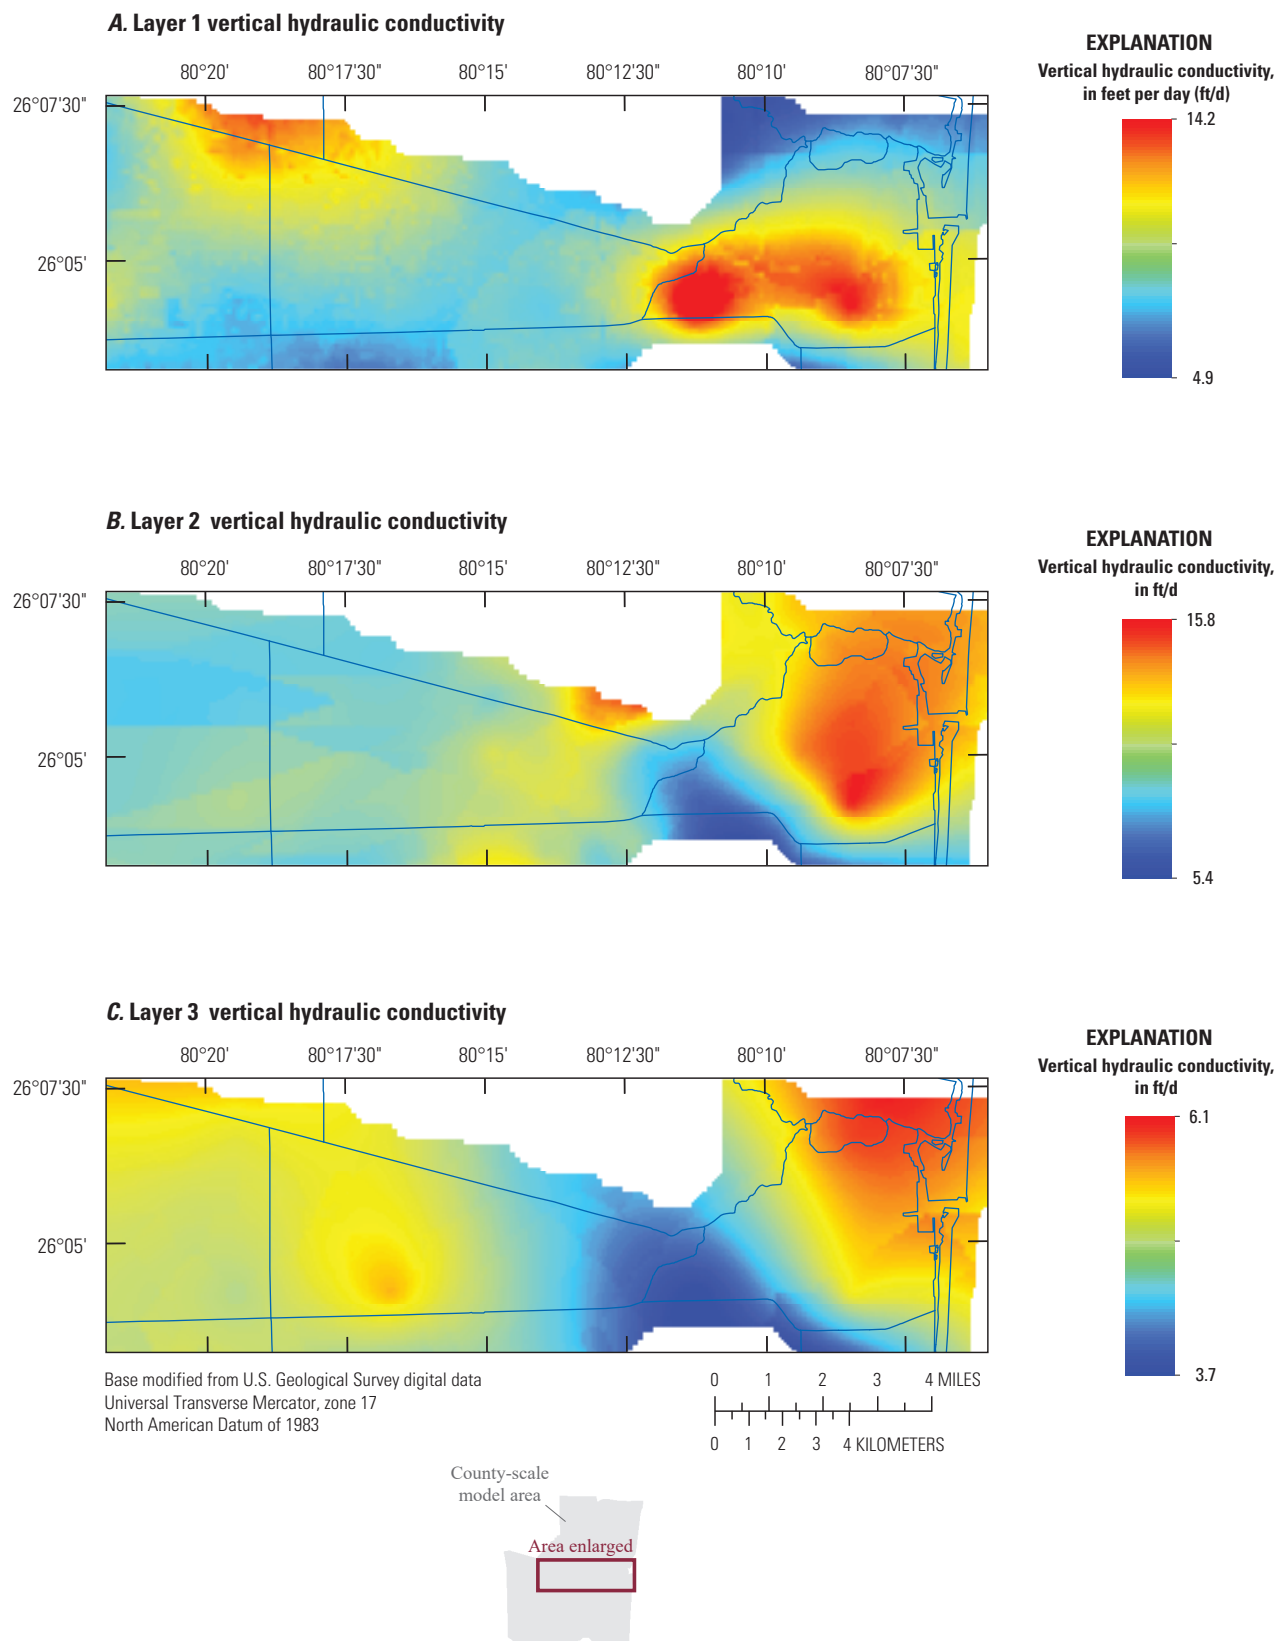 A. Layer 1 vertical hydraulic conductivity
80°20' 80°17'30" 80°15' 80°12'30" 80°10' 80°07'30"
26°07'30"
26°05'
EXPLANATION
Vertical hydraulic conductivity,
in feet per day (ft/d)
14.2
4.9
B. Layer 2 vertical hydraulic conductivity
80°20' 80°17'30" 80°15' 80°12'30" 80°10' 80°07'30"
26°07'30"
26°05'
EXPLANATION
Vertical hydraulic conductivity,
in ft/d
15.8
5.4
C. Layer 3 vertical hydraulic conductivity
80°20' 80°17'30" 80°15' 80°12'30" 80°10' 80°07'30"
26°07'30"
26°05'
EXPLANATION
Vertical hydraulic conductivity,
in ft/d
6.1
3.7
Base modified from U.S. Geological Survey digital data
Universal Transverse Mercator, zone 17
North American Datum of 1983
0 1 2 3 4 MILES
0 1 2 3 4 KILOMETERS
County-scale
model area
Area enlarged